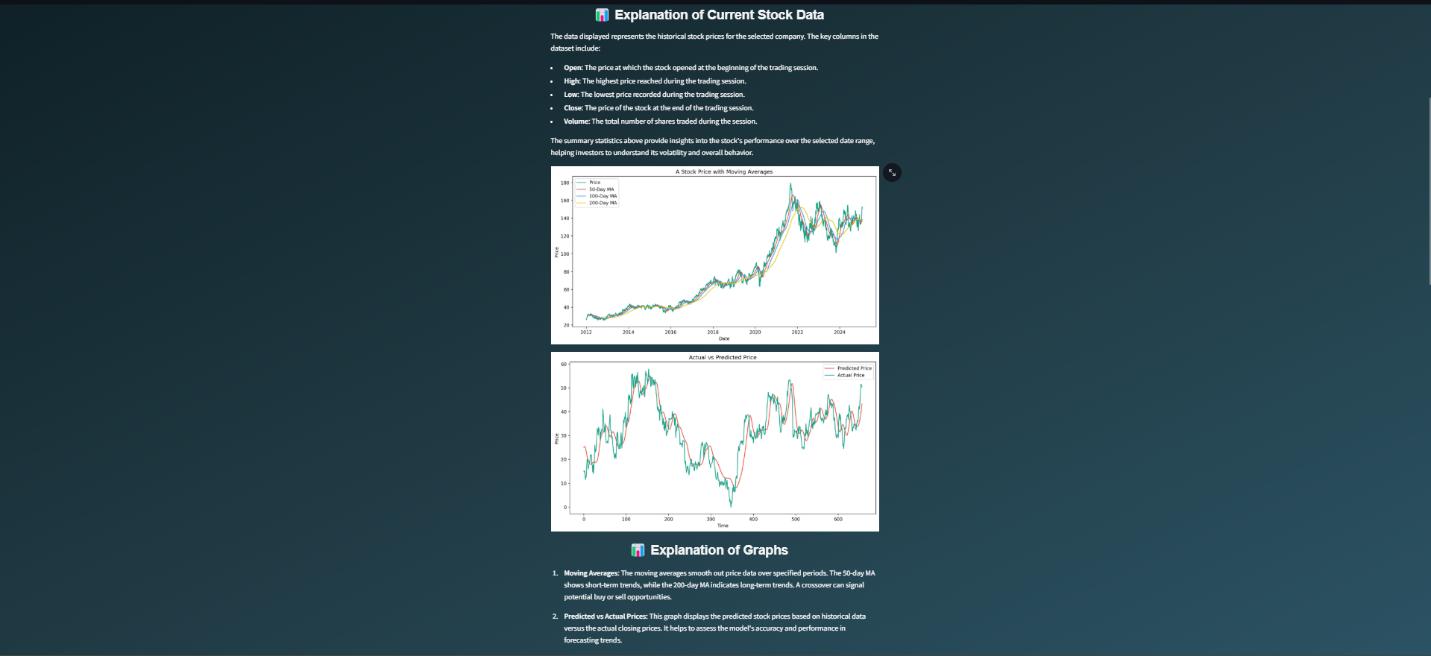 Explanation of Current Stock Data
The data displayed represents the historical stock prices for the selected company. The key columns in the
dataset include:
• Open: The price at which the stock opened at the beginning of the trading session.
• High: The highest price reached during the trading session.
• Low: The lowest price recorded during the trading session.
• Close: The price of the stock at the end of the trading session.
• Volume: The total number of shares traded during the session.
The summary statistics above provide insights into the stock's performance over the selected date range,
helping investors to understand its volatility and overall behavior.
A Stock Price with Moving Averages
Price
50-Day MA
100-Day MA
200-Day MA
180
160
140
120
100
80
60
40
20
Price
2012 2014 2016 2018 2020 2022 2024
Date
Actual vs Predicted Price
Predicted Price
Actual Price
60
50
40
30
20
10
0
Price
0 100 200 300 400 500 600
Time
Explanation of Graphs
1. Moving Averages: The moving averages smooth out price data over specified periods. The 50-day MA
shows short-term trends, while the 200-day MA indicates long-term trends. A crossover can signal
potential buy or sell opportunities.
2. Predicted vs Actual Prices: This graph displays the predicted stock prices based on historical data
versus the actual closing prices. It helps to assess the model's accuracy and performance in
forecasting trends.